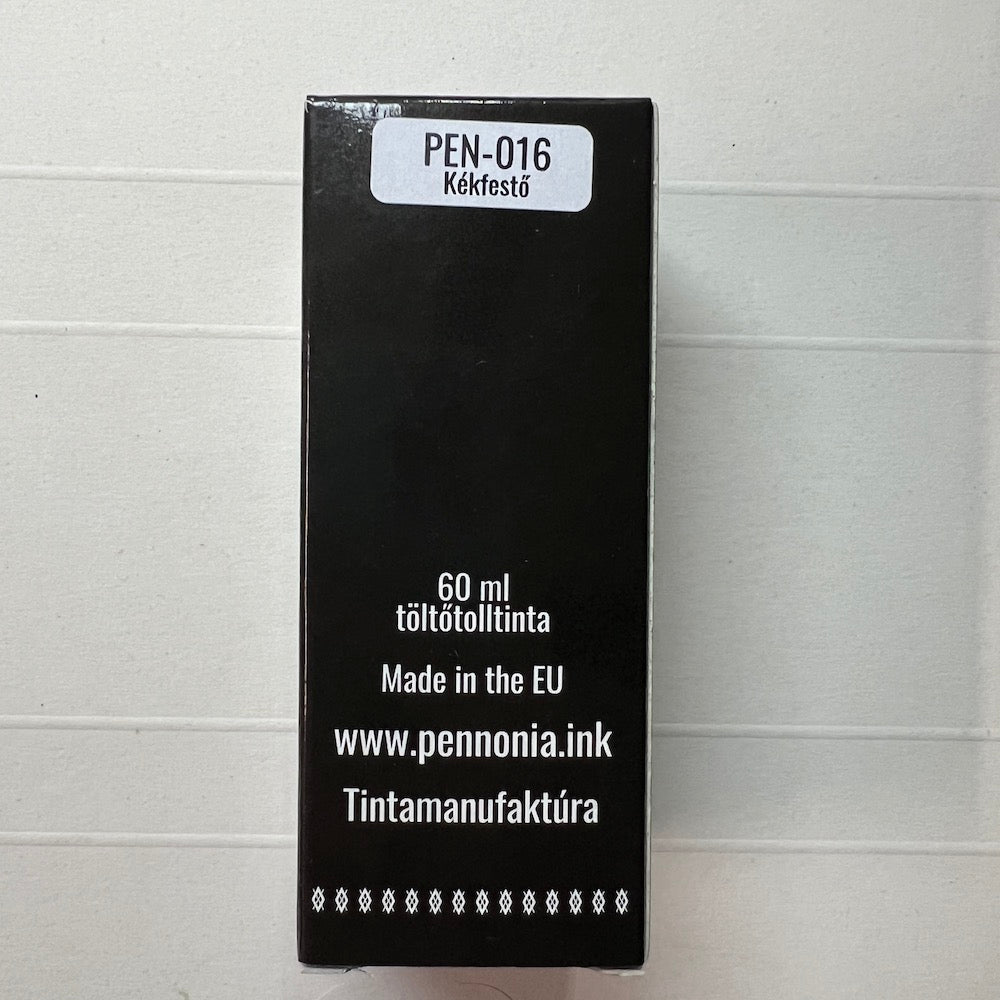 PEN-016
Kékfestő
60 ml
töltőtolltinta
Made in the EU
www.pennonia.ink
Tintamanufaktúra